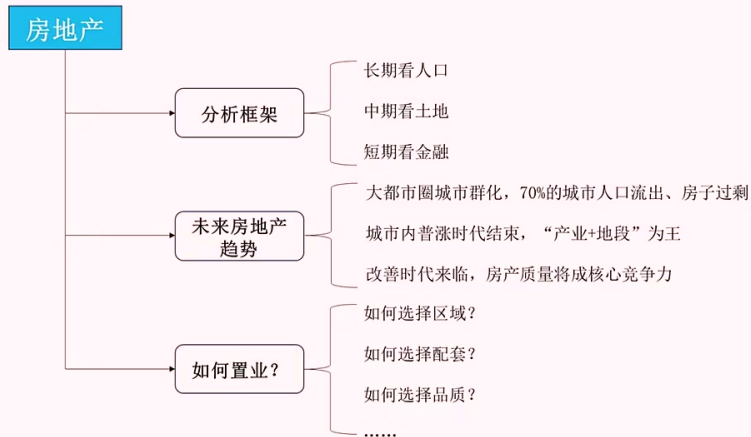 房地产
分析框架
长期看人口
中期看土地
短期看金融
未来房地产
趋势
大都市圈城市群化，70%的城市人口流出、房子过剩
城市内普涨时代结束，“产业+地段”为王
改善时代来临，房产质量将成核心竞争力
如何置业？
如何选择区域？
如何选择配套？
如何选择品质？
……